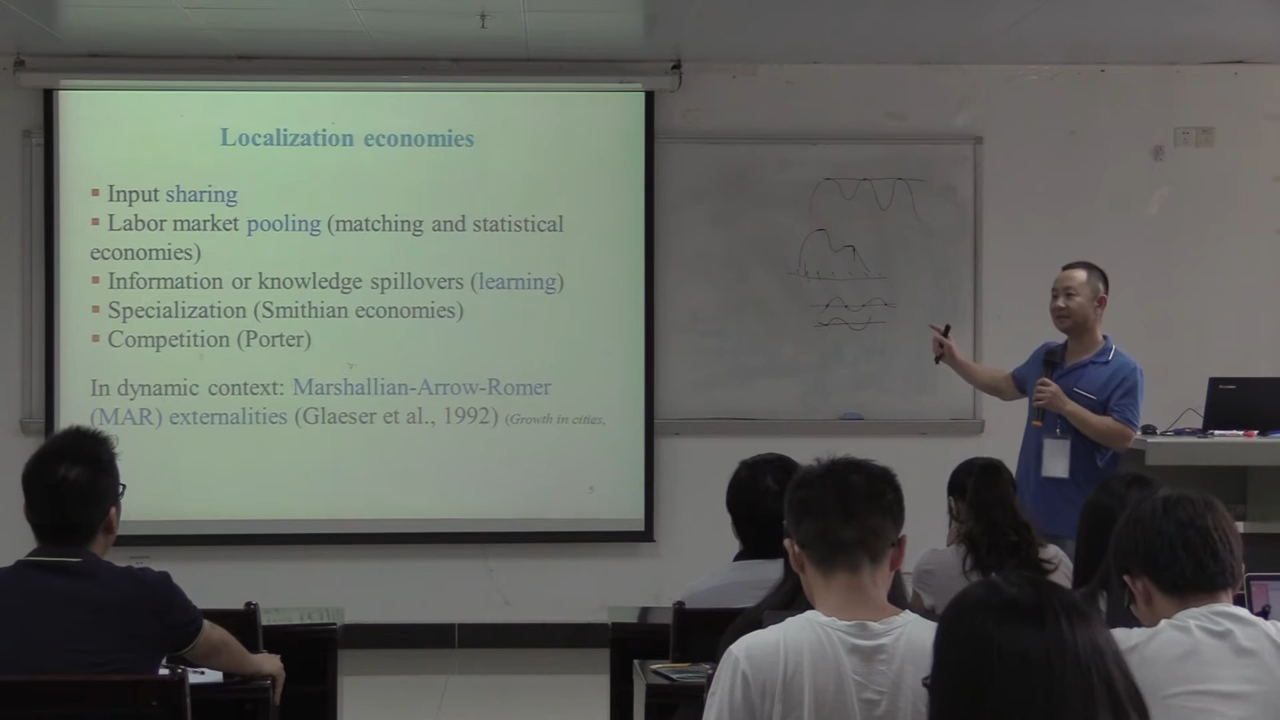 Localization economies
▪ Input sharing
▪ Labor market pooling (matching and statistical
economies)
▪ Information or knowledge spillovers (learning)
▪ Specialization (Smithian economies)
▪ Competition (Porter)
In dynamic context: Marshallian-Arrow-Romer
(MAR) externalities (Glaeser et al., 1992) (Growth in cities,
5